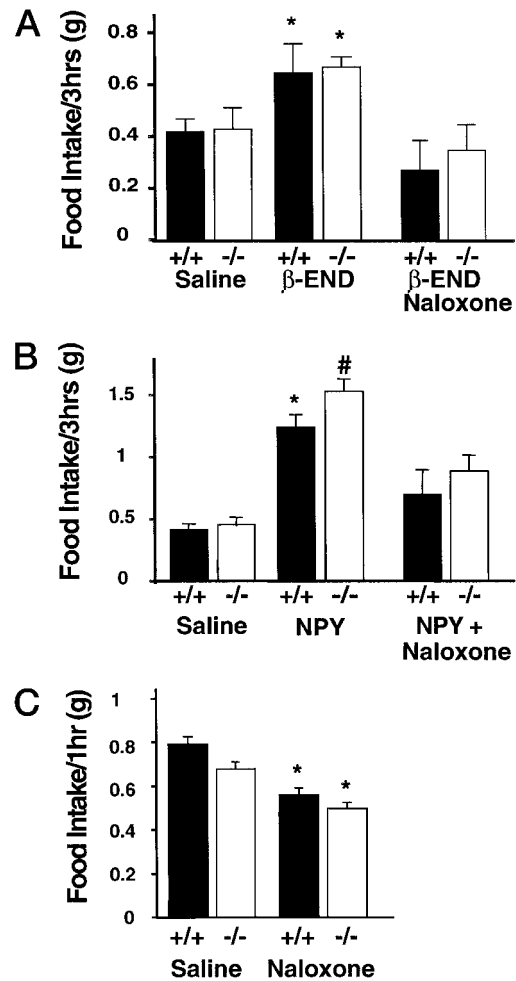 A
Food Intake/3hrs (g)
0.8
0.6
0.4
0.2
0
* *
+/+ -/- +/+ -/- +/+ -/-
Saline β-END β-END
Naloxone
B
Food Intake/3hrs (g)
1.5
1
0.5
0
* #
+/+ -/- +/+ -/- +/+ -/-
Saline NPY NPY +
Naloxone
C
Food Intake/1hr (g)
1
0.8
0.6
0.4
0.2
0
* *
+/+ -/- +/+ -/-
Saline Naloxone